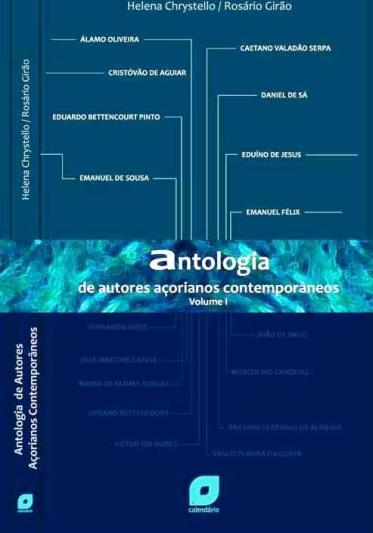 Helena Chrystello / Rosário Girão
ÁLAMO OLIVEIRA
CAETANO VALADÃO SERPA
CRISTÓVÃO DE AGUIAR
DANIEL DE SÁ
EDUARDO BETTENCOURT PINTO
EDUÍNO DE JESUS
EMANUEL DE SOUSA
EMANUEL FÉLIX
antologia
de autores açorianos contemporâneos
Volume I
FERNANDO AIRES
JOÃO DE MELO
JOSÉ MARTINS GARCIA
MARCOLINO CANDEIAS
MARIA DE FÁTIMA BORGES
URBANO BETTENCOURT
ONÉSIMO TEOTÓNIO DE ALMEIDA
VASCO PEREIRA DA COSTA
calendário
Helena Chrystello / Rosário Girão
Antologia de Autores
Açorianos Contemporâneos
calendário